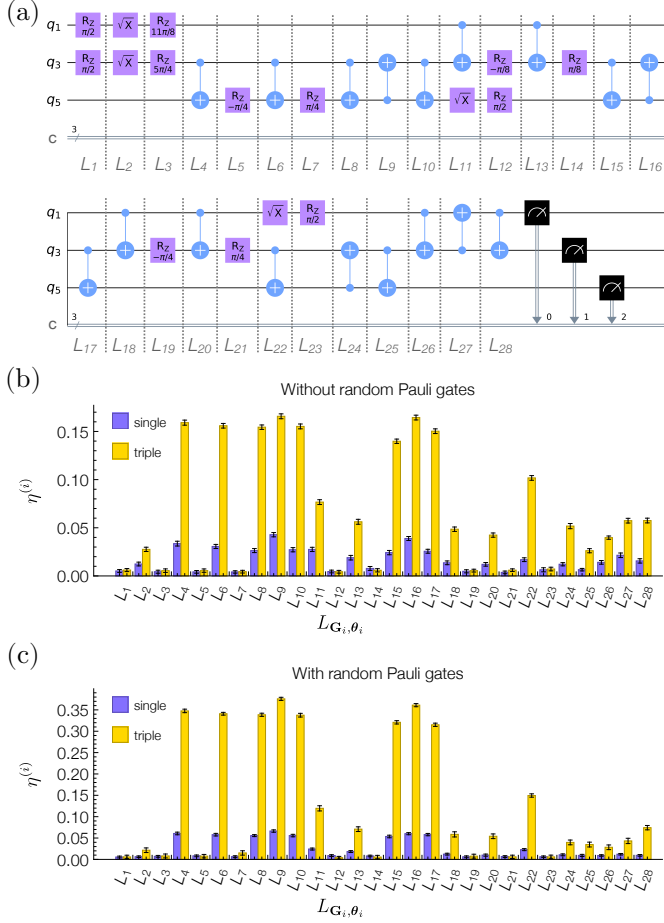 (a)
q1 RZ π/2 √X RZ 11π/8
q3 RZ π/2 √X RZ 5π/4 RZ −π/8 RZ π/8
q5 RZ −π/4 RZ π/4 √X RZ π/2
C 3
L1 L2 L3 L4 L5 L6 L7 L8 L9 L10 L11 L12 L13 L14 L15 L16
q1 √X RZ π/2
q3 RZ −π/4 RZ π/4
q5
C 3 0 1 2
L17 L18 L19 L20 L21 L22 L23 L24 L25 L26 L27 L28
(b)
Without random Pauli gates
single
triple
0.15
0.10
0.05
0.00
η(i)
L1 L2 L3 L4 L5 L6 L7 L8 L9 L10 L11 L12 L13 L14 L15 L16 L17 L18 L19 L20 L21 L22 L23 L24 L25 L26 L27 L28
LGi,θi
(c)
With random Pauli gates
single
triple
0.35
0.30
0.25
0.20
0.15
0.10
0.05
0.00
η(i)
L1 L2 L3 L4 L5 L6 L7 L8 L9 L10 L11 L12 L13 L14 L15 L16 L17 L18 L19 L20 L21 L22 L23 L24 L25 L26 L27 L28
LGi,θi